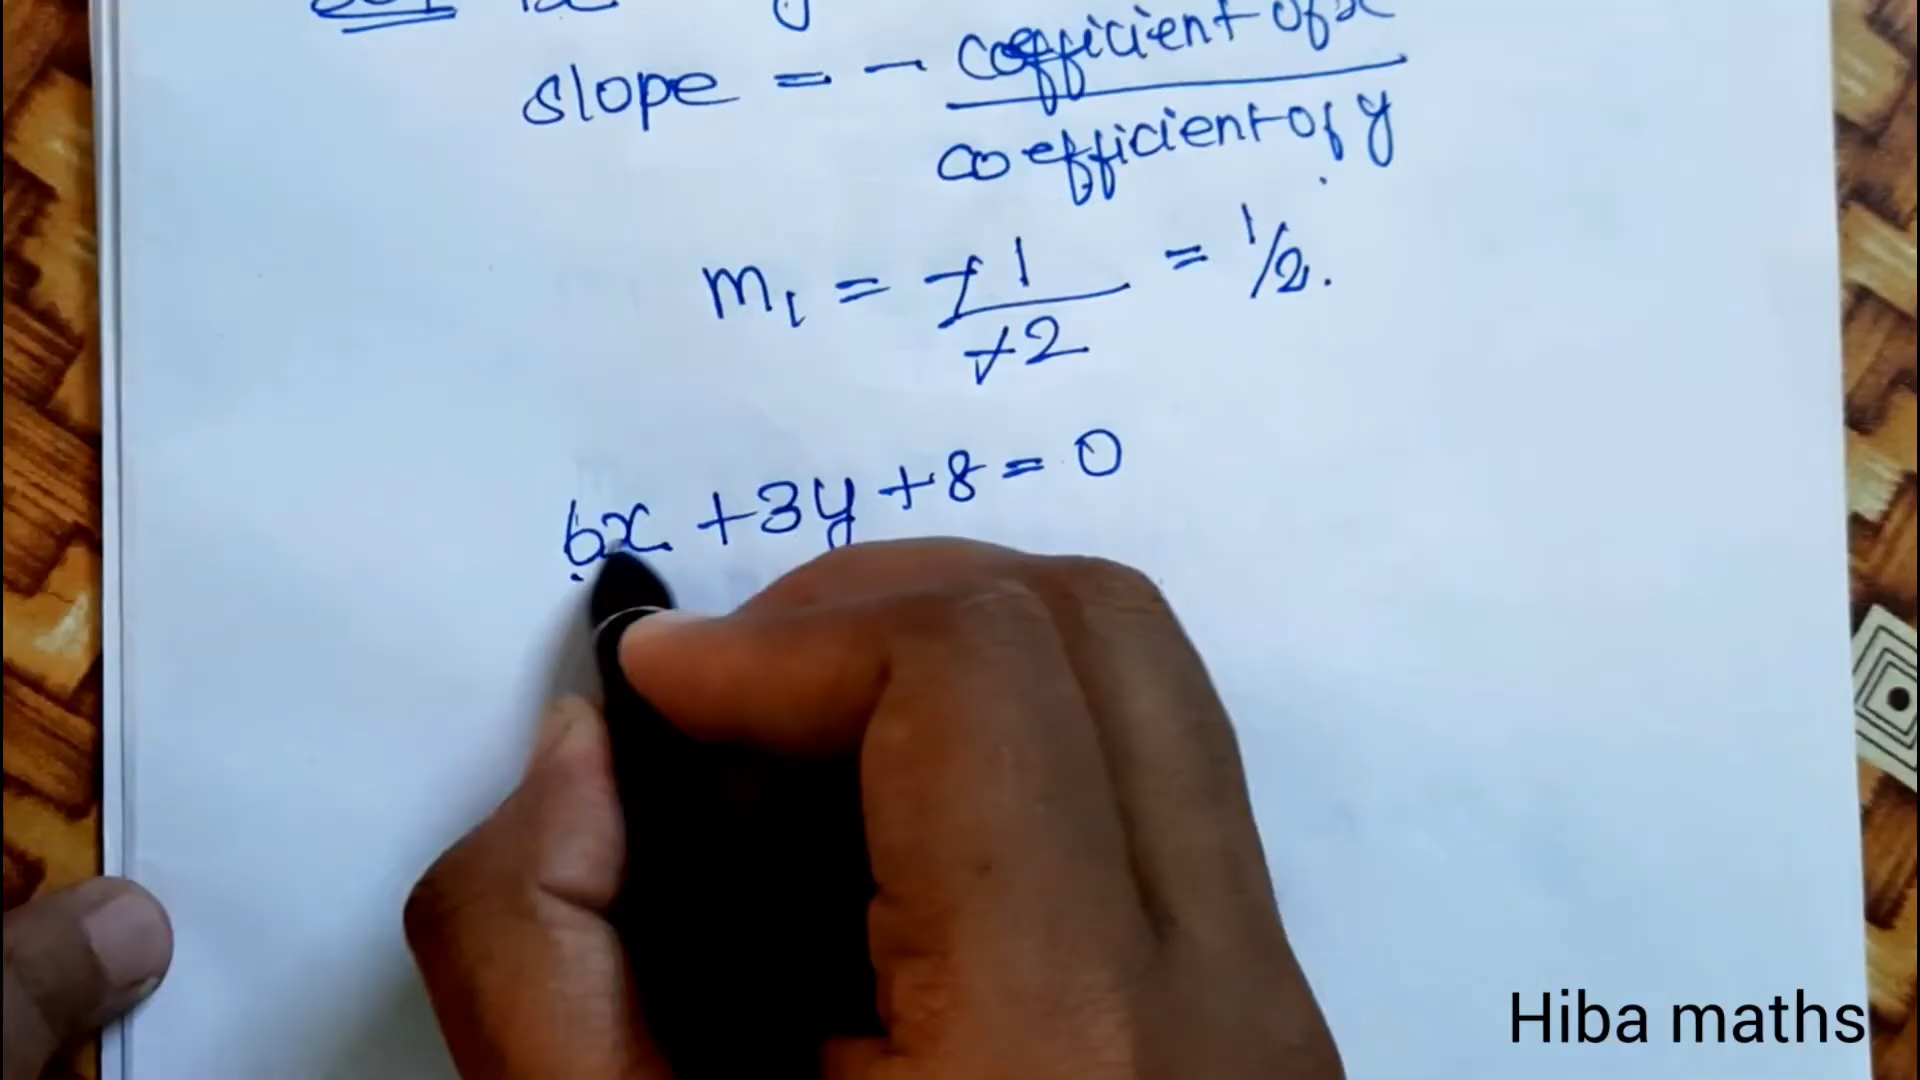 slope = - coefficient of x
coefficient of y
m₁ = -1/-2 = 1/2.
6x + 3y + 8 = 0
Hiba maths